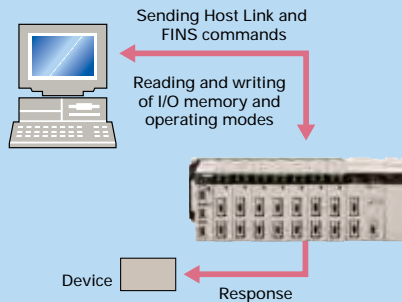 Sending Host Link and
FINS commands
Reading and writing
of I/O memory and
operating modes
Device
Response